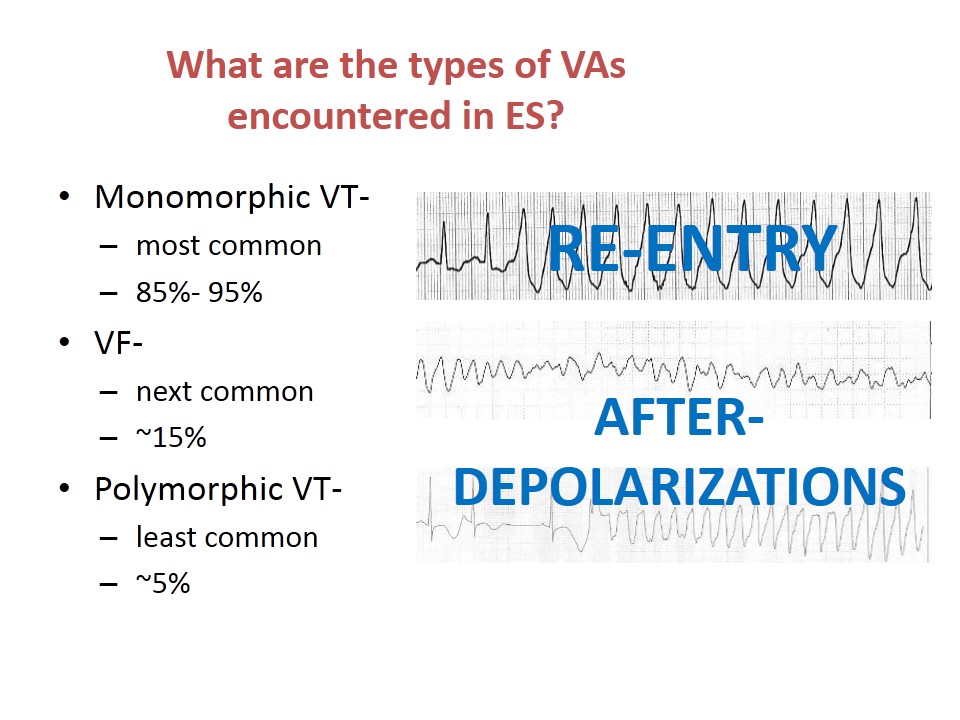 What are the types of VAs
encountered in ES?
• Monomorphic VT-
– most common
– 85%- 95%
• VF-
– next common
– ~15%
• Polymorphic VT-
– least common
– ~5%
RE-ENTRY
AFTER-
DEPOLARIZATIONS